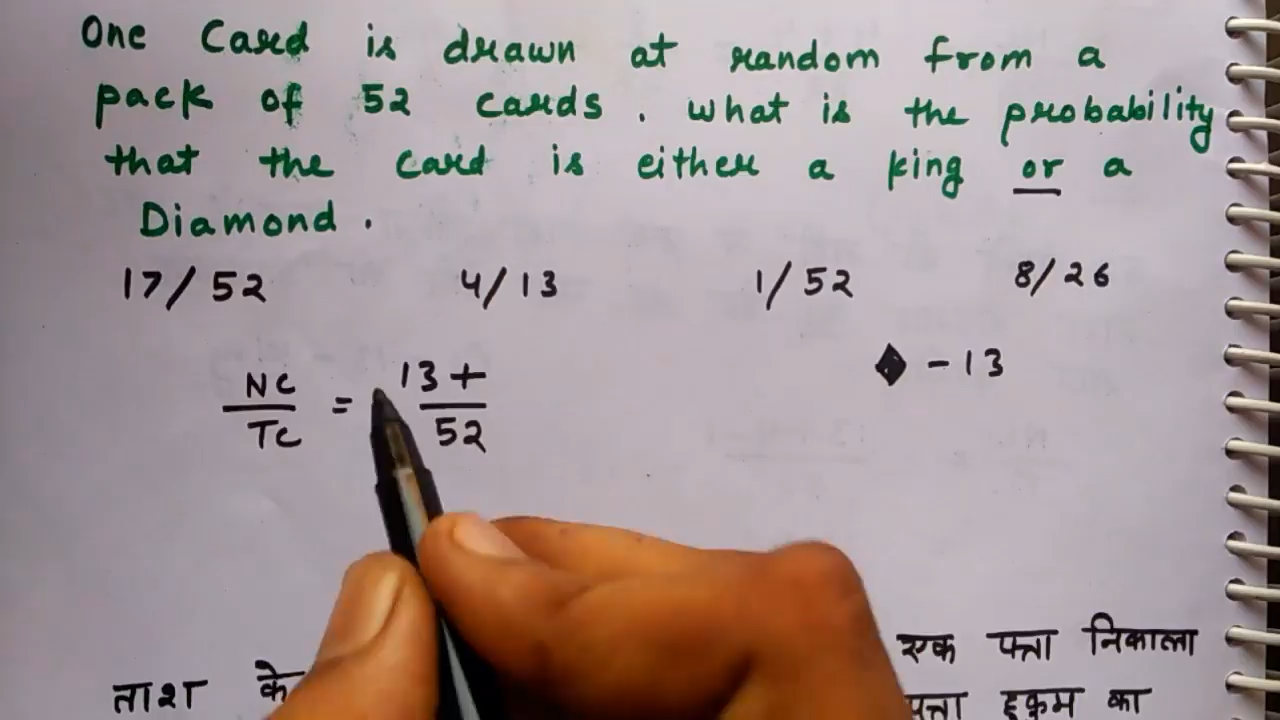 One Card is drawn at random from a
pack of 52 cards. What is the probability
that the card is either a king or a
Diamond.
17/52 4/13 1/52 8/26
♦ - 13
NC/TC = 13+/52
एक पत्ता निकाला
ताश के
पत्ता हुकुम का